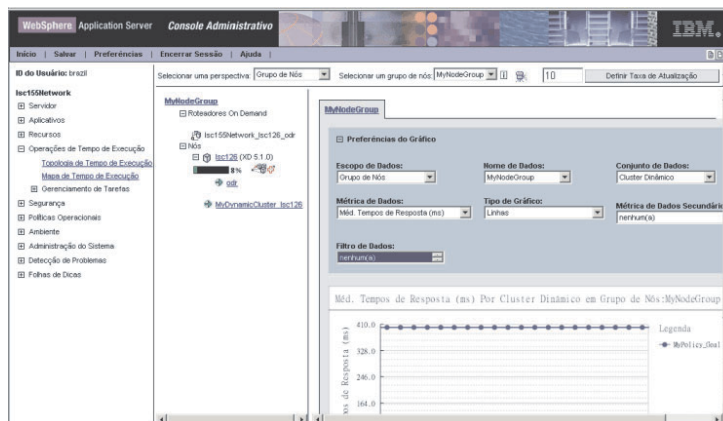 WebSphere Application Server Console Administrativo
IBM.
Início | Salvar | Preferências | Encerrar Sessão | Ajuda |
ID do Usuário: brazil
Selecionar uma perspectiva: Grupo de Nós Selecionar um grupo de nós: MyNodeGroup 10 Definir Taxa de Atualização
lsc155Network
Servidor
Aplicativos
Recursos
Operações de Tempo de Execução
Topologia de Tempo de Execução
Mapa de Tempo de Execução
Gerenciamento de Tarefas
Segurança
Políticas Operacionais
Ambiente
Administração do Sistema
Detecção de Problemas
Folhas de Dicas
MyNodeGroup
Roteadores On Demand
lsc155Network_lsc126_odr
Nós
lsc126 (XD 5.1.0)
8%
odr
MyDynamicCluster_lsc126
MyNodeGroup
Preferências do Gráfico
Escopo de Dados: Nome de Dados: Conjunto de Dados:
Grupo de Nós MyNodeGroup Cluster Dinâmico
Métrica de Dados: Tipo de Gráfico: Métrica de Dados Secundári
Méd. Tempos de Resposta (ms) Linhas nenhum(a)
Filtro de Dados:
nenhum(a)
Méd. Tempos de Resposta (ms) Por Cluster Dinâmico em Grupo de Nós:MyNodeGroup
os de Resposta (ms)
410.0
328.0
246.0
164.0
Legenda
MyPolicy_Goal